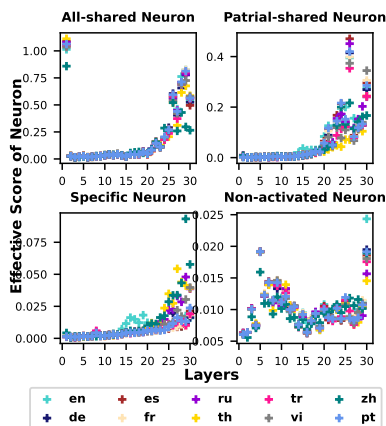 All-shared Neuron
Patrial-shared Neuron
1.00
0.75
0.50
0.25
0.00
0 5 10 15 20 25 30
0.4
0.2
0.0
0 5 10 15 20 25 30
Effective Score of Neuron
Specific Neuron
Non-activated Neuron
0.075
0.050
0.025
0.000
0 5 10 15 20 25 30
0.025
0.020
0.015
0.010
0.005
0 5 10 15 20 25 30
Layers
en es ru tr zh
de fr th vi pt